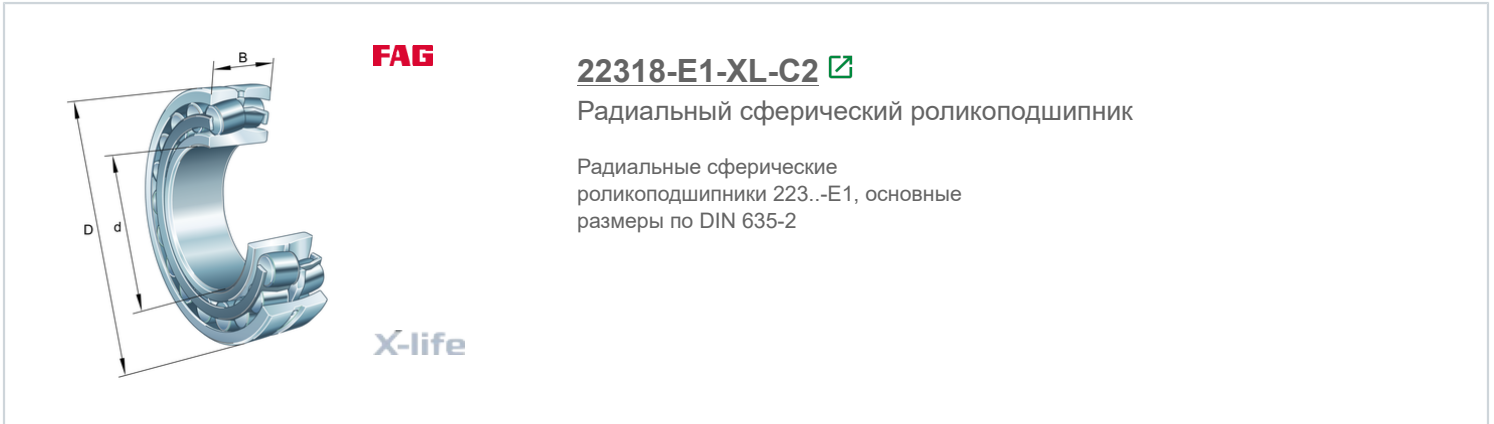 FAG
B
D
d
X-life
22318-E1-XL-C2
Радиальный сферический роликоподшипник
Радиальные сферические
роликоподшипники 223..-E1, основные
размеры по DIN 635-2